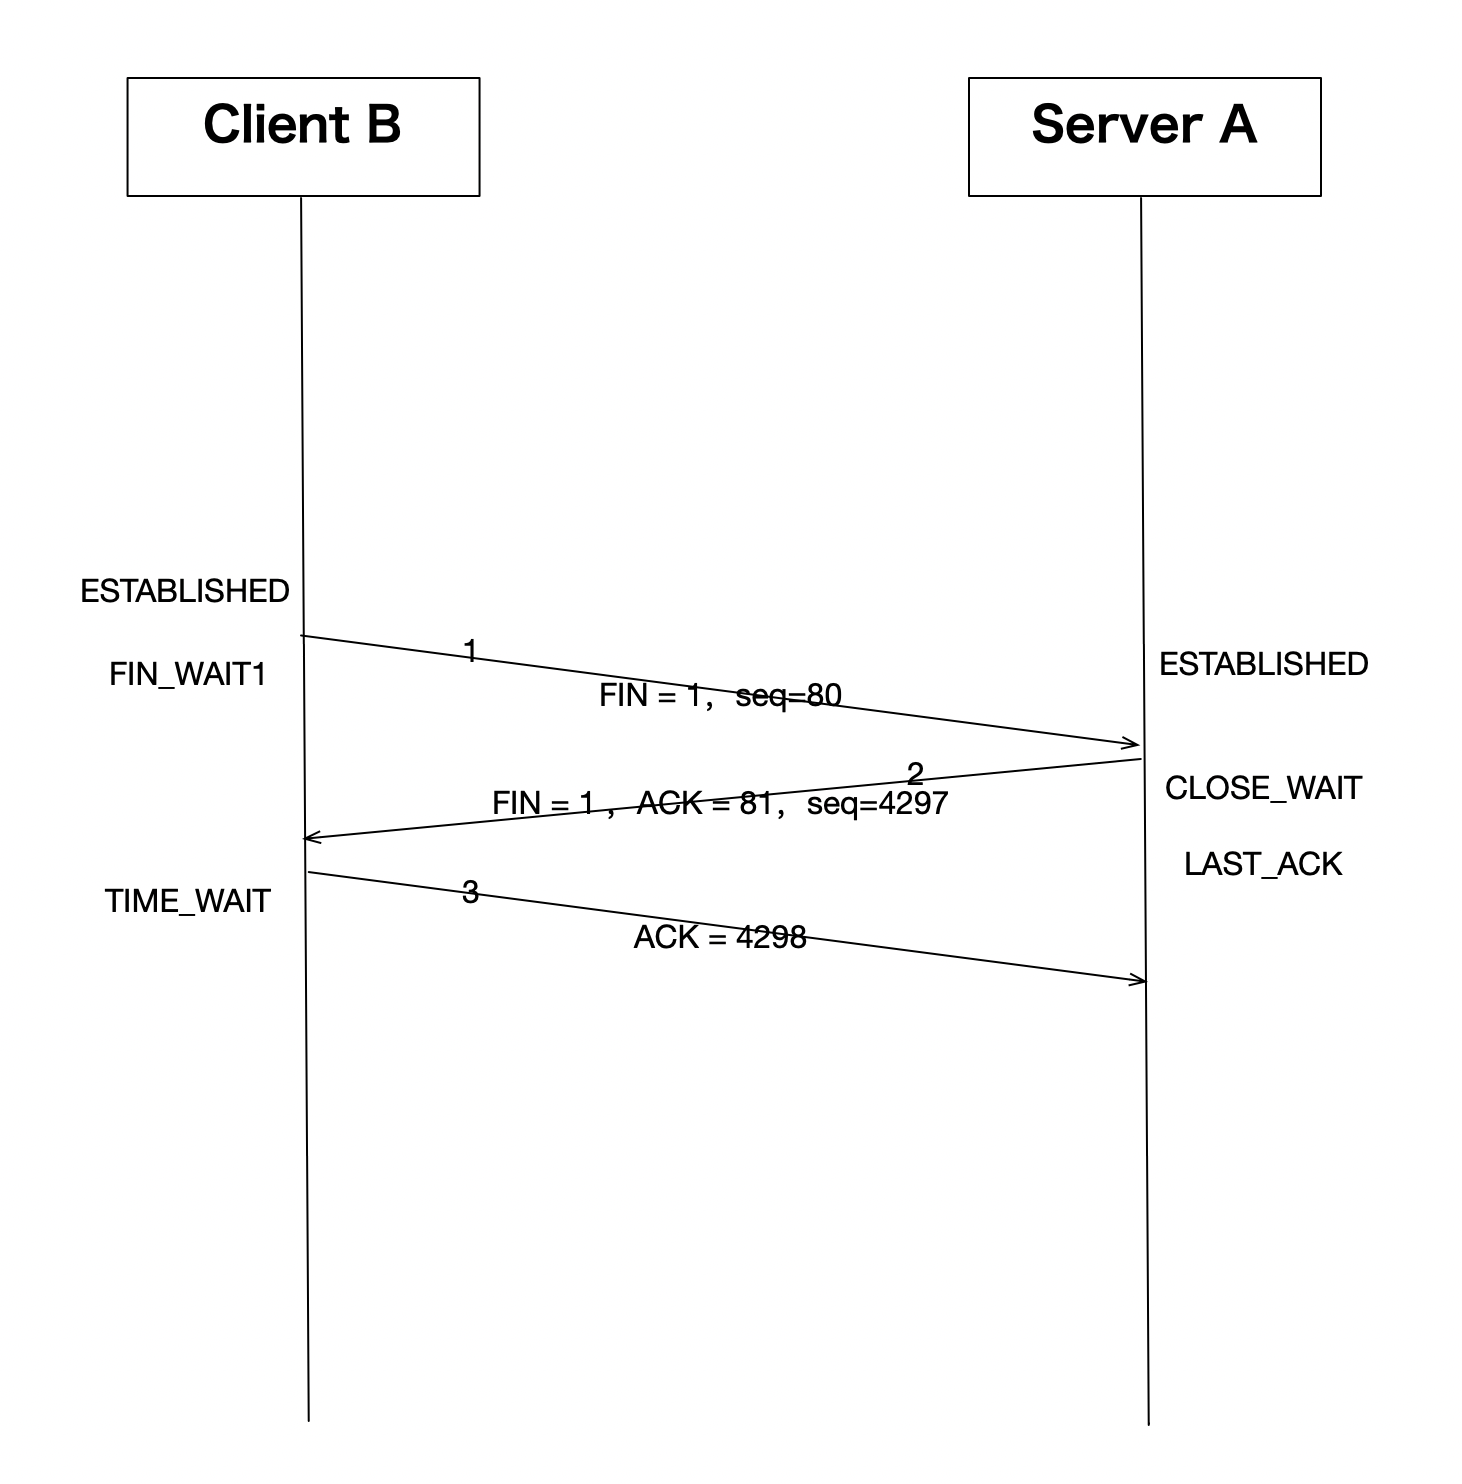 Client B
Server A
ESTABLISHED
1
ESTABLISHED
FIN_WAIT1
FIN = 1,  seq=80
2
CLOSE_WAIT
FIN = 1 ,  ACK = 81,  seq=4297
LAST_ACK
3
TIME_WAIT
ACK = 4298